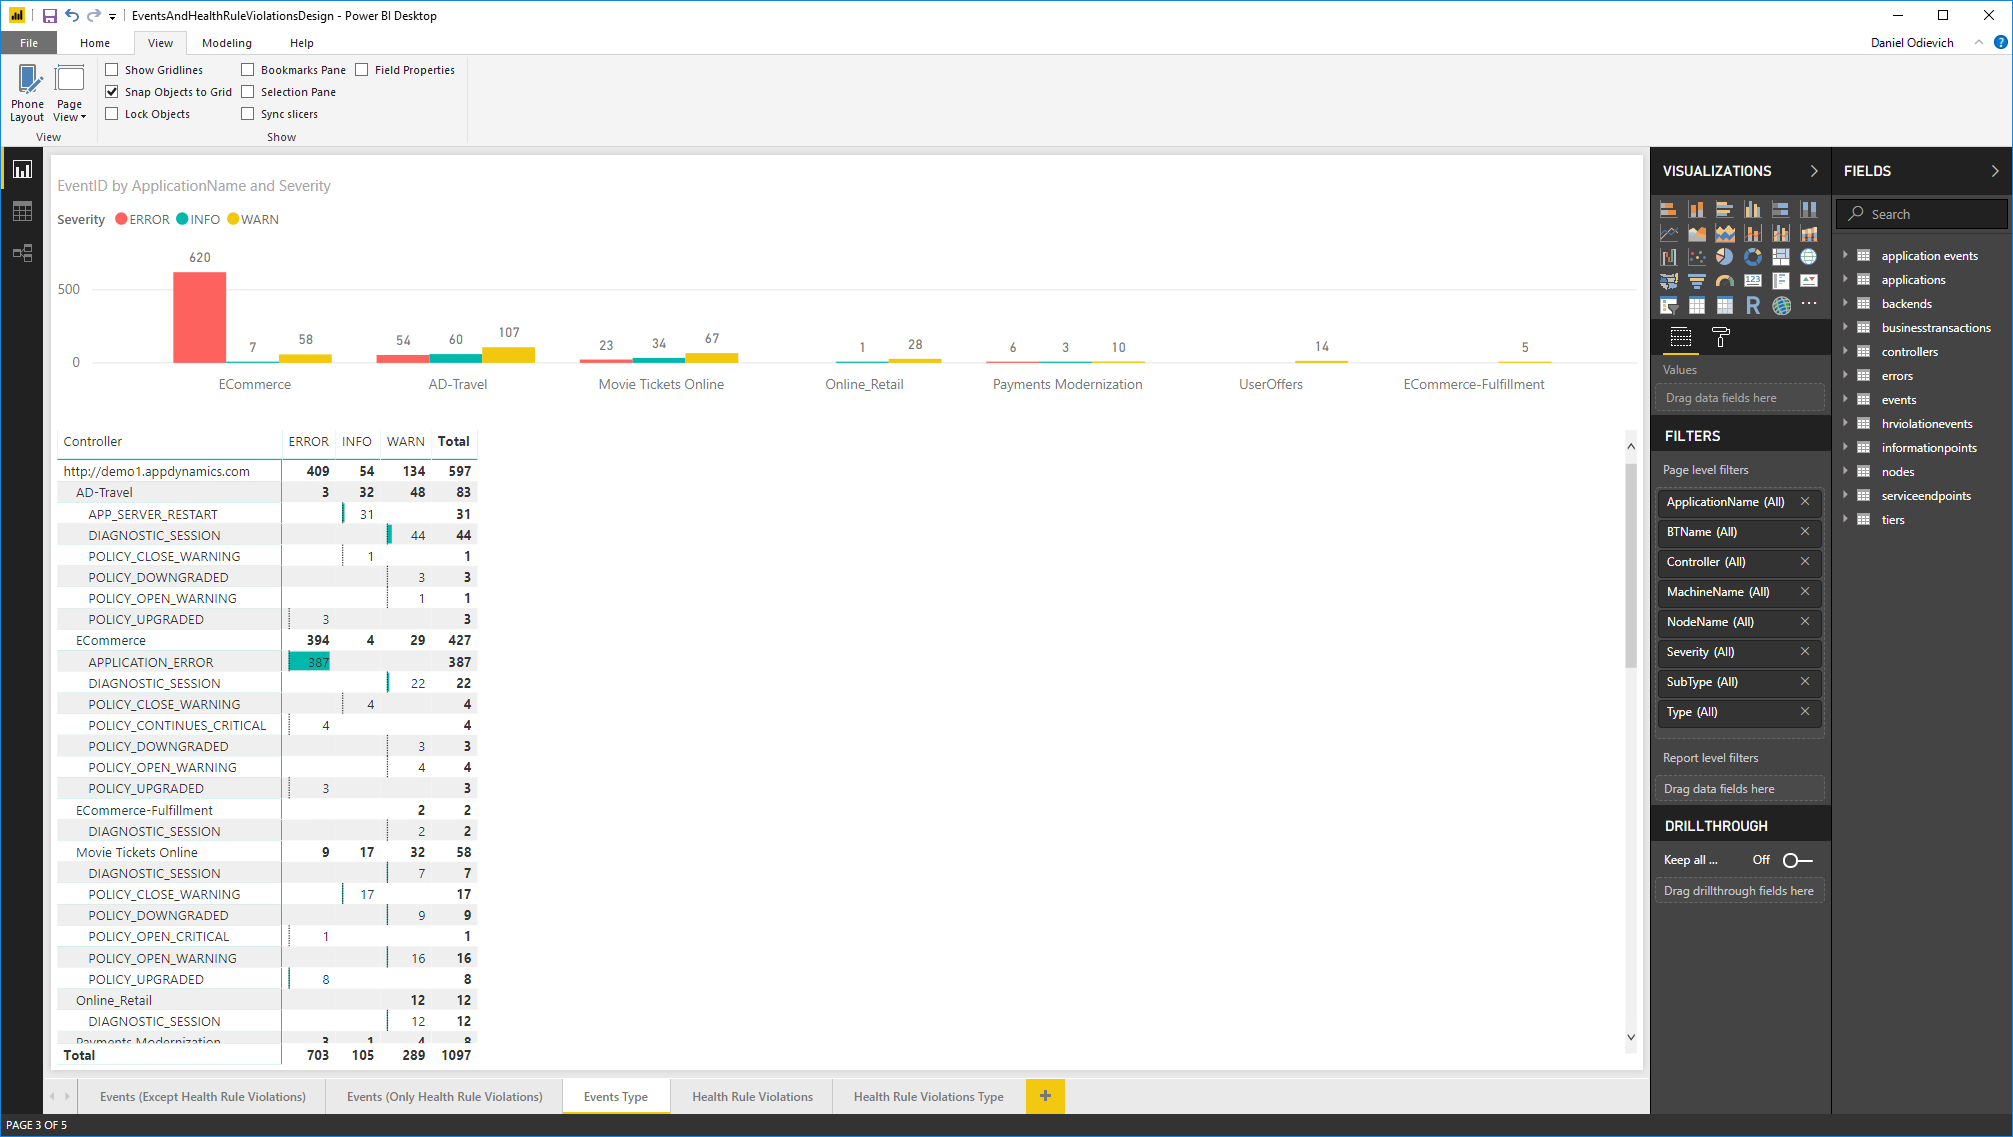 EventsAndHealthRuleViolationsDesign - Power BI Desktop
File Home View Modeling Help Daniel Odievich ?
Show Gridlines Bookmarks Pane Field Properties
Snap Objects to Grid Selection Pane
Lock Objects Sync slicers
Phone Layout
Page View
View Show
EventID by ApplicationName and Severity
Severity ERROR INFO WARN
500
0
620 7 58
54 60 107
23 34 67
1 28
6 3 10
14
5
ECommerce AD-Travel Movie Tickets Online Online_Retail Payments Modernization UserOffers ECommerce-Fulfillment
Controller ERROR INFO WARN Total
http://demo1.appdynamics.com 409 54 134 597
AD-Travel 3 32 48 83
APP_SERVER_RESTART 31 31
DIAGNOSTIC_SESSION 44 44
POLICY_CLOSE_WARNING 1 1
POLICY_DOWNGRADED 3 3
POLICY_OPEN_WARNING 1 1
POLICY_UPGRADED 3 3
ECommerce 394 4 29 427
APPLICATION_ERROR 387 387
DIAGNOSTIC_SESSION 22 22
POLICY_CLOSE_WARNING 4 4
POLICY_CONTINUES_CRITICAL 4 4
POLICY_DOWNGRADED 3 3
POLICY_OPEN_WARNING 4 4
POLICY_UPGRADED 3 3
ECommerce-Fulfillment 2 2
DIAGNOSTIC_SESSION 2 2
Movie Tickets Online 9 17 32 58
DIAGNOSTIC_SESSION 7 7
POLICY_CLOSE_WARNING 17 17
POLICY_DOWNGRADED 9 9
POLICY_OPEN_CRITICAL 1 1
POLICY_OPEN_WARNING 16 16
POLICY_UPGRADED 8 8
Online_Retail 12 12
DIAGNOSTIC_SESSION 12 12
Payments Modernization 3 1 4 8
Total 703 105 289 1097
VISUALIZATIONS
123
R
Values
Drag data fields here
FILTERS
Page level filters
ApplicationName (All)
BTName (All)
Controller (All)
MachineName (All)
NodeName (All)
Severity (All)
SubType (All)
Type (All)
Report level filters
Drag data fields here
DRILLTHROUGH
Keep all ... Off
Drag drillthrough fields here
FIELDS
Search
application events
applications
backends
businesstransactions
controllers
errors
events
hrviolationevents
informationpoints
nodes
serviceendpoints
tiers
Events (Except Health Rule Violations) Events (Only Health Rule Violations) Events Type Health Rule Violations Health Rule Violations Type +
PAGE 3 OF 5